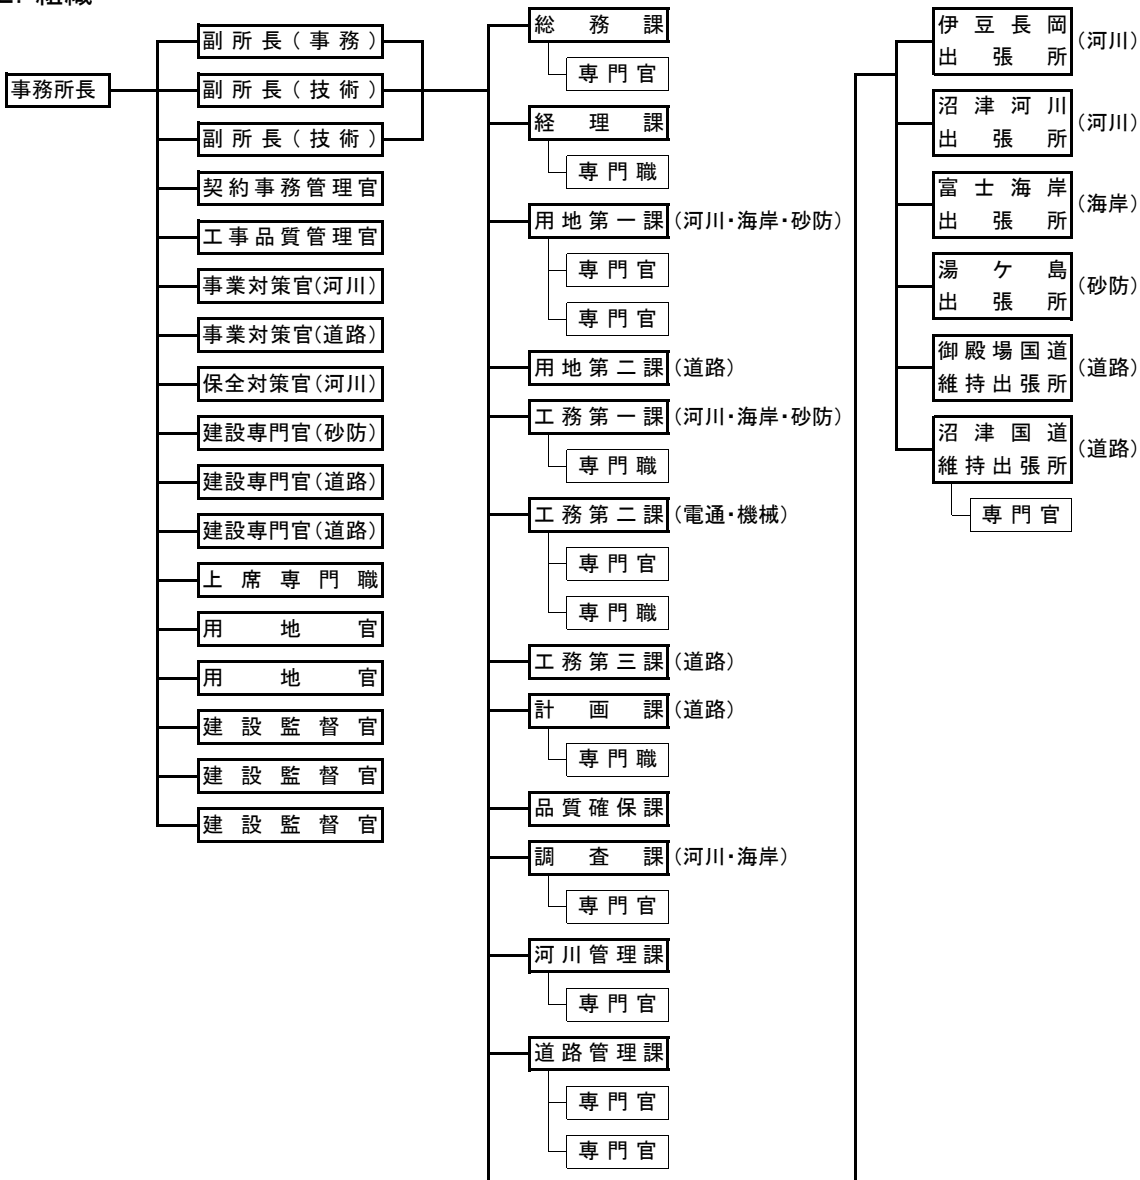 組織
事務所長
副所長（事務）
副所長（技術）
副所長（技術）
契約事務管理官
工事品質管理官
事業対策官（河川）
事業対策官（道路）
保全対策官（河川）
建設専門官（砂防）
建設専門官（道路）
建設専門官（道路）
上席専門職
用地官
用地官
建設監督官
建設監督官
建設監督官
総務課
専門官
経理課
専門職
用地第一課（河川・海岸・砂防）
専門官
専門官
用地第二課（道路）
工務第一課（河川・海岸・砂防）
専門職
工務第二課（電通・機械）
専門官
専門職
工務第三課（道路）
計画課（道路）
専門職
品質確保課
調査課（河川・海岸）
専門官
河川管理課
専門官
道路管理課
専門官
専門官
伊豆長岡
出張所
（河川）
沼津河川
出張所
（河川）
富士海岸
出張所
（海岸）
湯ケ島
出張所
（砂防）
御殿場国道
維持出張所
（道路）
沼津国道
維持出張所
（道路）
専門官